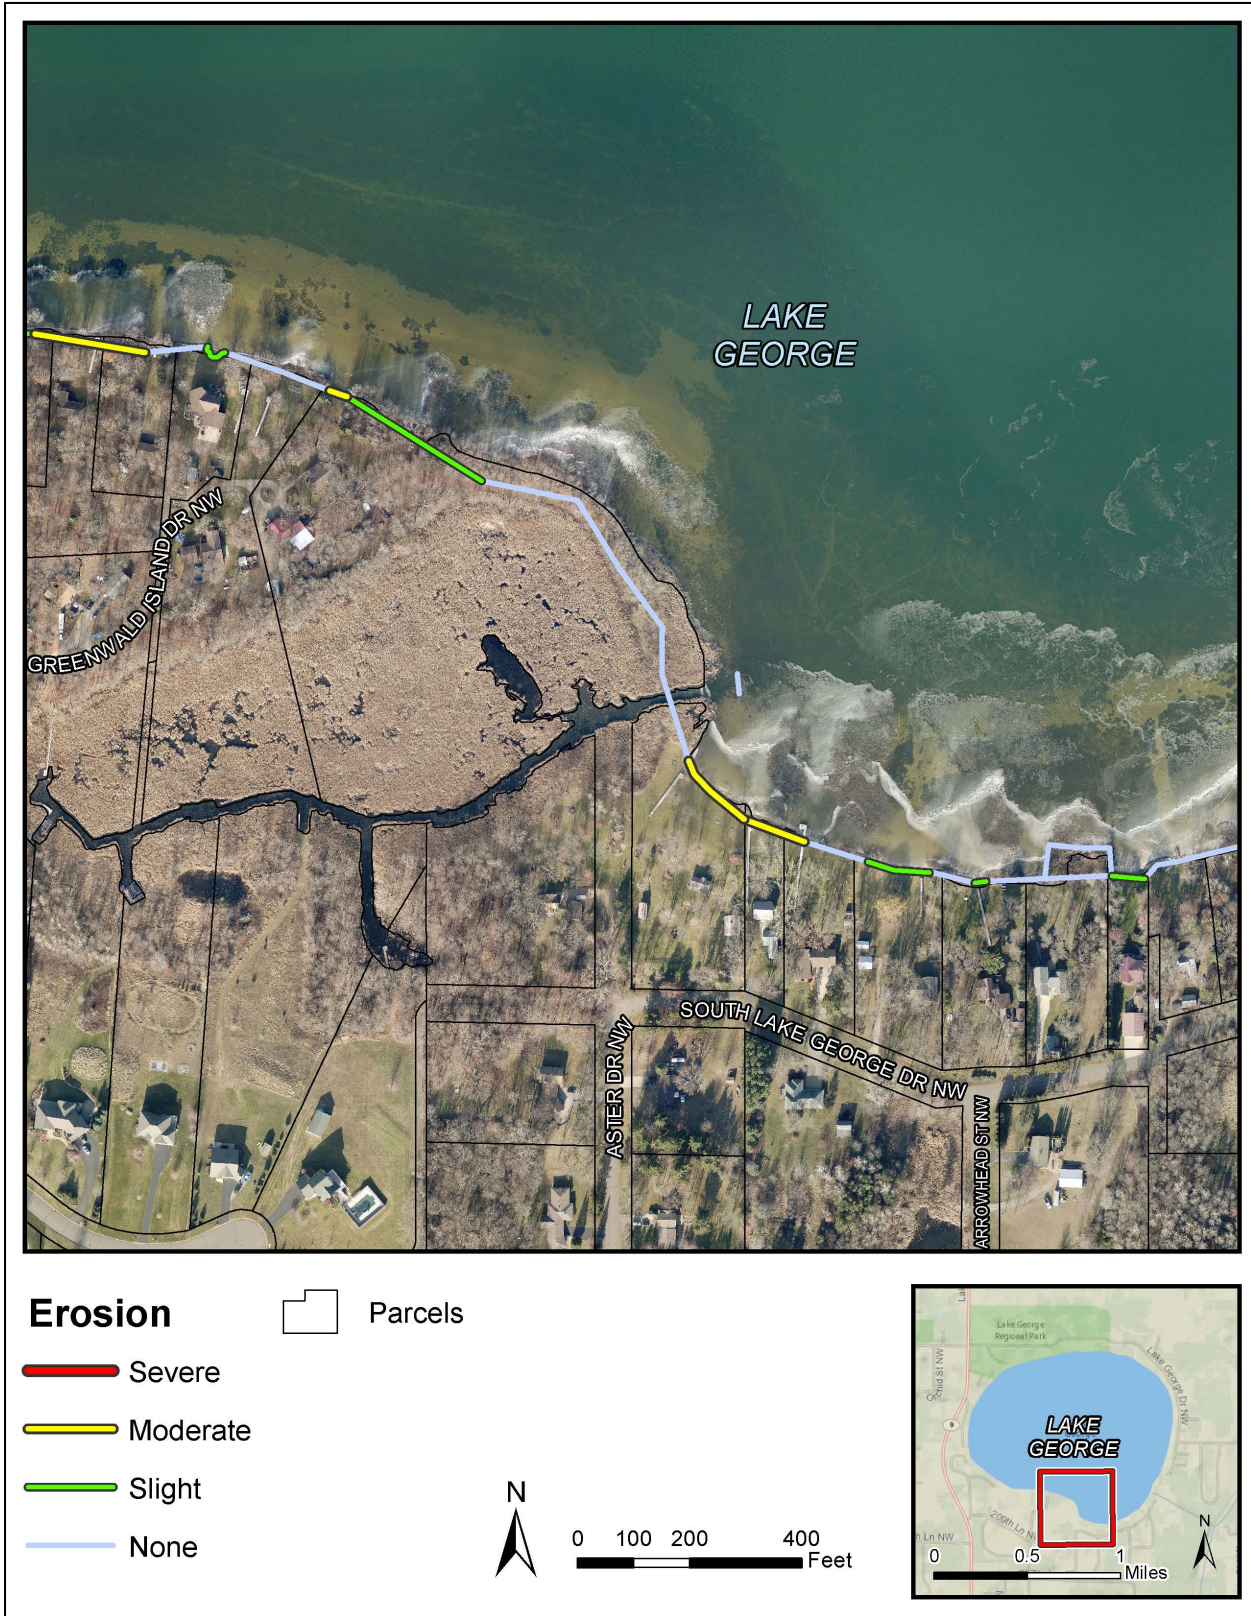 LAKE
GEORGE
GREENWALD ISLAND DR NW
SOUTH LAKE GEORGE DR NW
ASTER DR NW
ARROWHEAD ST NW
Erosion
Parcels
Severe
Moderate
Slight
None
N
0 100 200 400
Feet
Lake George
Regional Park
Lake George Dr NW
LAKE
GEORGE
209th Ln
N
0 0.5 1
Miles